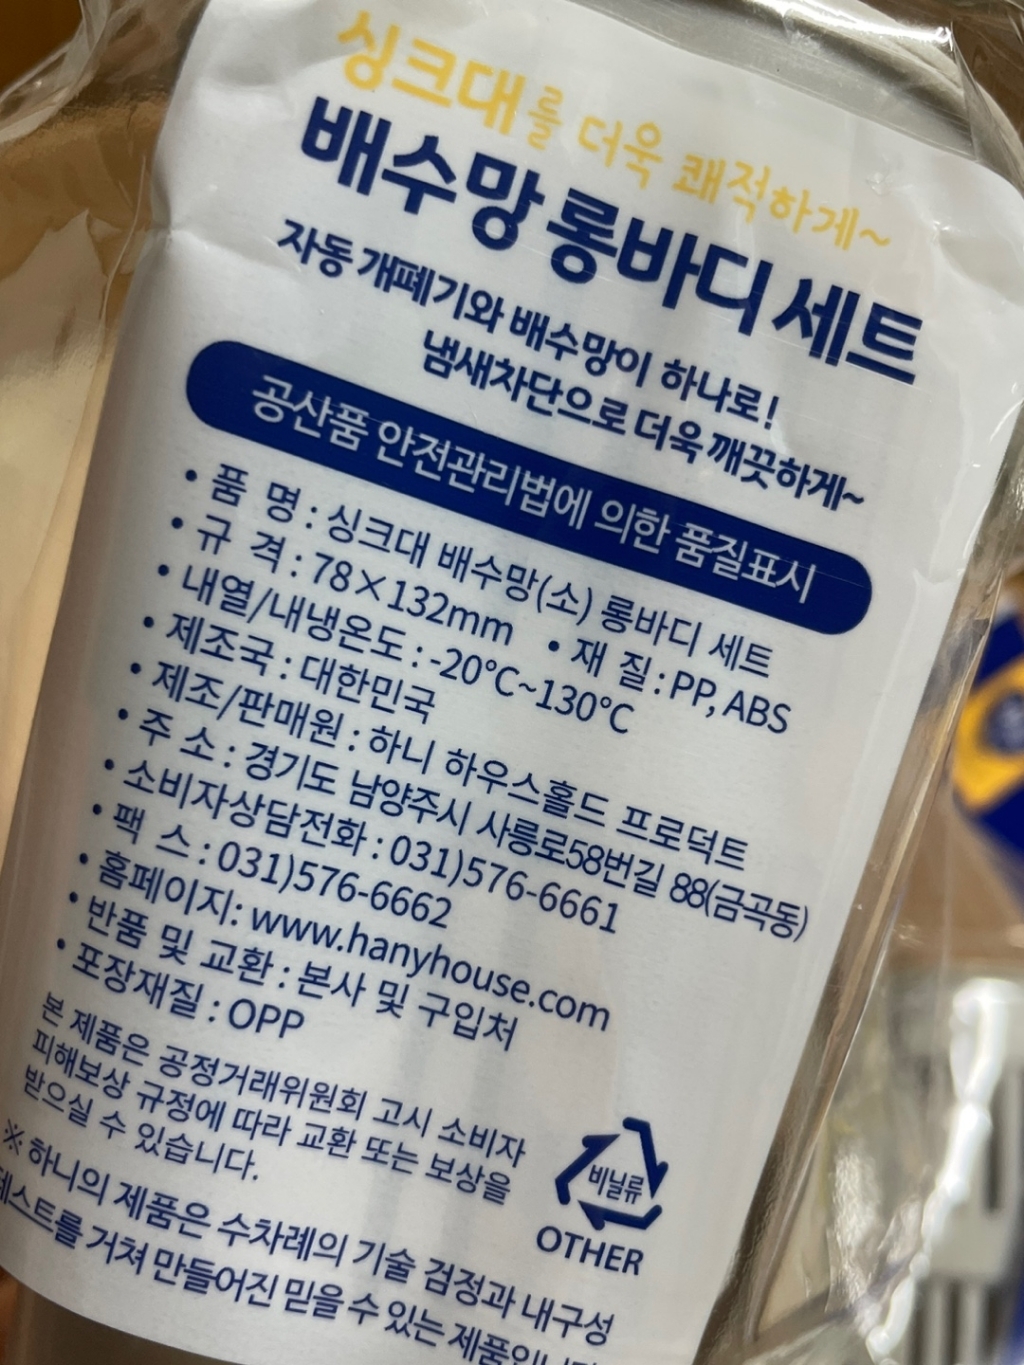 싱크대를 더욱 쾌적하게~
배수망 롱바디 세트
자동 개폐기와 배수망이 하나로!
냄새차단으로 더욱 깨끗하게~
공산품 안전관리법에 의한 품질표시
• 품 명 : 싱크대 배수망(소) 롱바디 세트
• 규 격 : 78×132mm • 재 질 : PP, ABS
• 내열/내냉온도 : -20°C~130°C
• 제조국 : 대한민국
• 제조/판매원 : 하니 하우스홀드 프로덕트
• 주 소 : 경기도 남양주시 사릉로58번길 88(금곡동)
• 소비자상담전화 : 031)576-6661
• 팩 스 : 031)576-6662
• 홈페이지: www.hanyhouse.com
• 반품 및 교환 : 본사 및 구입처
• 포장재질 : OPP
본 제품은 공정거래위원회 고시 소비자
피해보상 규정에 따라 교환 또는 보상을
받으실 수 있습니다.
비닐류
OTHER
※ 하니의 제품은 수차례의 기술 검정과 내구성
테스트를 거쳐 만들어진 믿을 수 있는 제품입니다